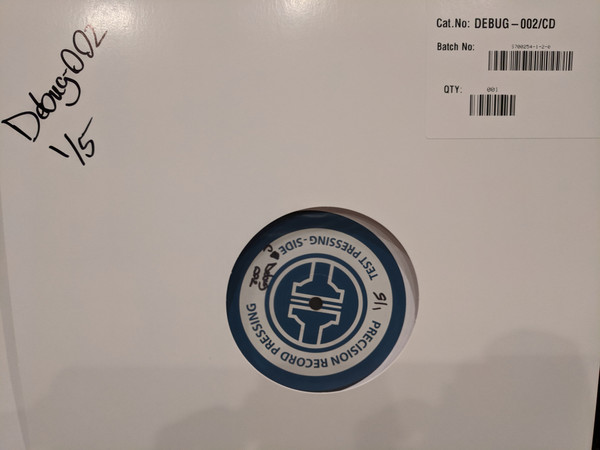 Debug-002
1/5
Cat.No: DEBUG-002/CD
Batch No:
QTY:
001
TEST PRESSING-SIDE
1/5
PRECISION RECORD PRESSING